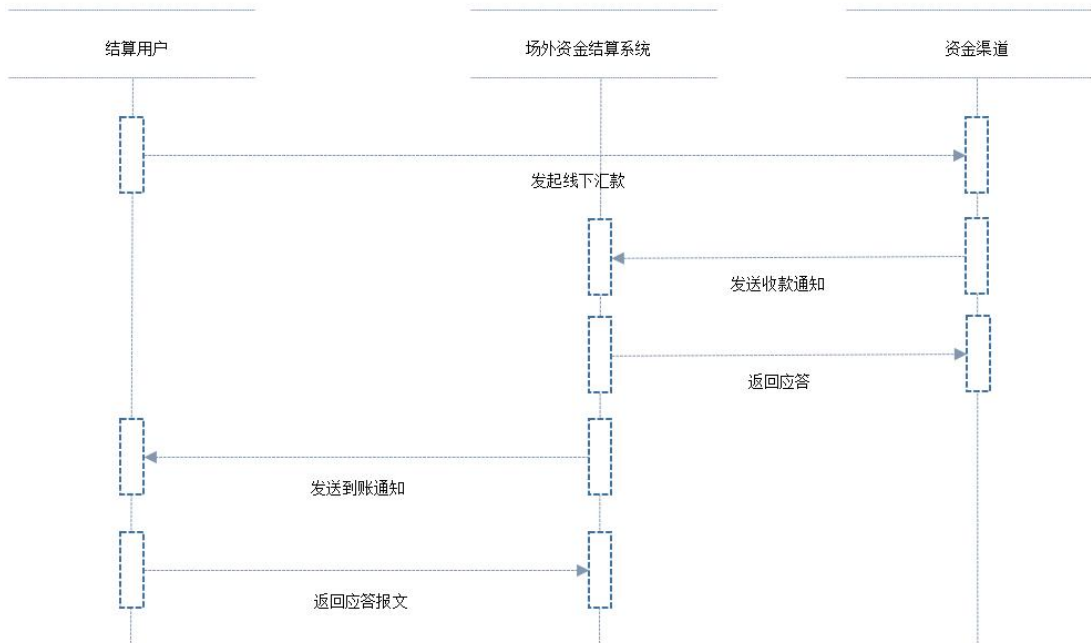 结算用户
场外资金结算系统
资金渠道
发起线下汇款
发送收款通知
返回应答
发送到账通知
返回应答报文